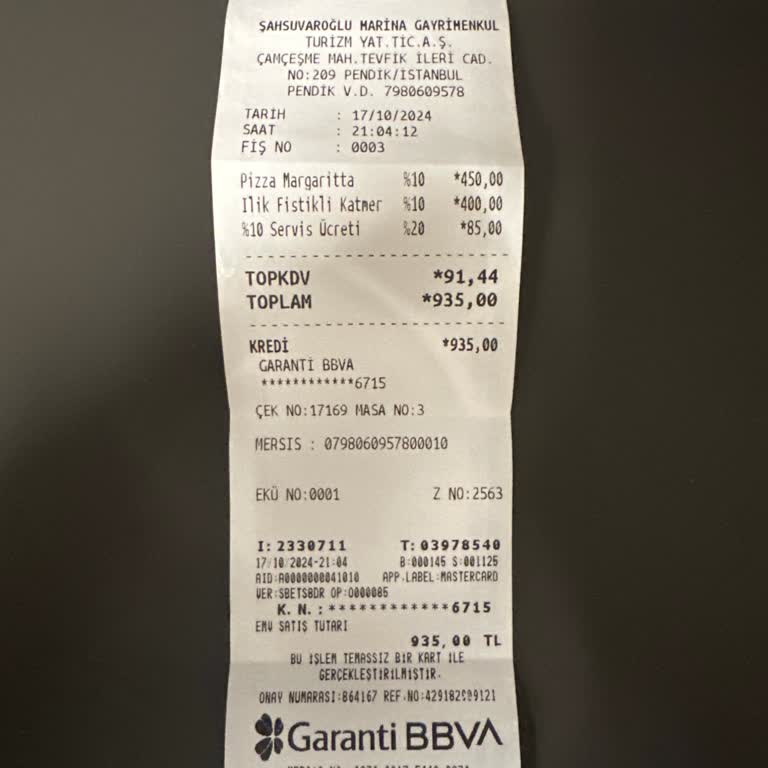 ŞAHSUVAROĞLU MARİNA GAYRİMENKUL
TURİZM YAT.TİC.A.Ş.
ÇAMÇEŞME MAH.TEVFİK İLERİ CAD.
NO:209 PENDİK/İSTANBUL
PENDİK V.D. 7980609578
TARİH : 17/10/2024
SAAT : 21:04:12
FİŞ NO : 0003
Pizza Margaritta %10 *450,00
Ilik Fistikli Katmer %10 *400,00
%10 Servis Ücreti %20 *85,00
TOPKDV *91,44
TOPLAM *935,00
KREDİ *935,00
GARANTİ BBVA
************6715
ÇEK NO:17169 MASA NO:3
MERSIS : 0798060957800010
EKÜ NO:0001 Z NO:2563
I: 2330711 T: 03978540
17/10/2024-21:04 B:000145 S:001125
AID:A0000000041010 APP.LABEL:MASTERCARD
VER:SBETS8DR OP:000085
K. N. : ************6715
EMV SATIŞ TUTARI
935,00 TL
BU İŞLEM TEMASSIZ BİR KART İLE
GERÇEKLEŞTİRİLMİŞTİR.
ONAY NUMARASI:864167 REF.NO:429182009121
Garanti BBVA